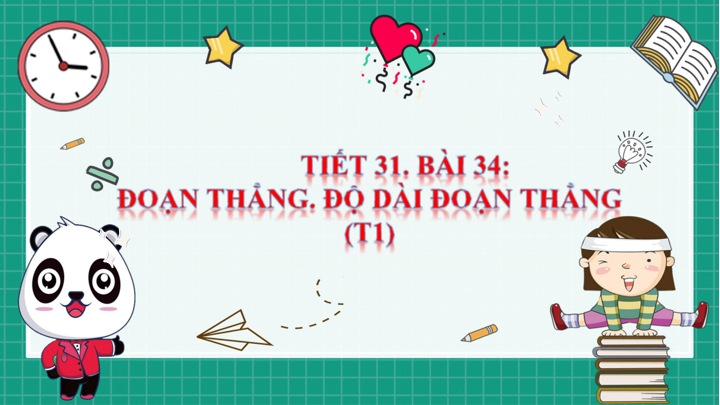 TIẾT 31. BÀI 34:
ĐOẠN THẲNG. ĐỘ DÀI ĐOẠN THẲNG
(T1)